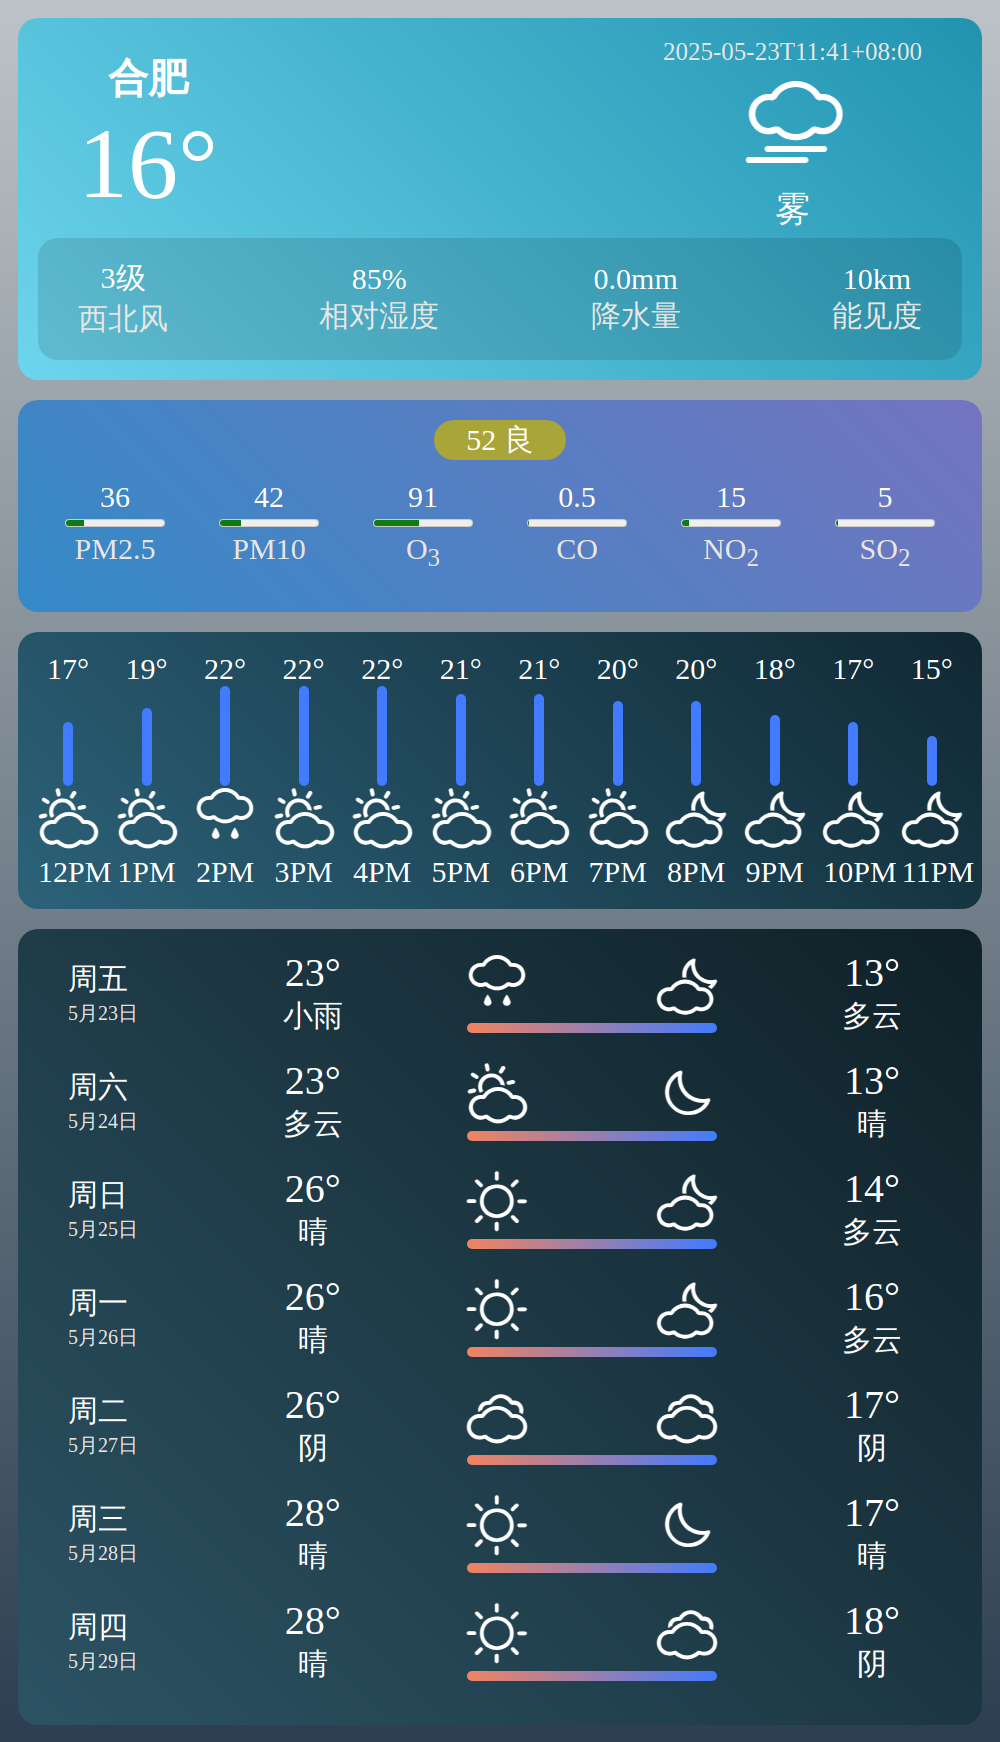 合肥
16°
2025-05-23T11:41+08:00
雾
3级 85% 0.0mm 10km
西北风 相对湿度 降水量 能见度
52 良
36 42 91 0.5 15 5
PM2.5 PM10 O3 CO NO2 SO2
17° 19° 22° 22° 22° 21° 21° 20° 20° 18° 17° 15°
12PM 1PM 2PM 3PM 4PM 5PM 6PM 7PM 8PM 9PM 10PM 11PM
周五 23° 13°
5月23日 小雨 多云
周六 23° 13°
5月24日 多云 晴
周日 26° 14°
5月25日 晴 多云
周一 26° 16°
5月26日 晴 多云
周二 26° 17°
5月27日 阴 阴
周三 28° 17°
5月28日 晴 晴
周四 28° 18°
5月29日 晴 阴